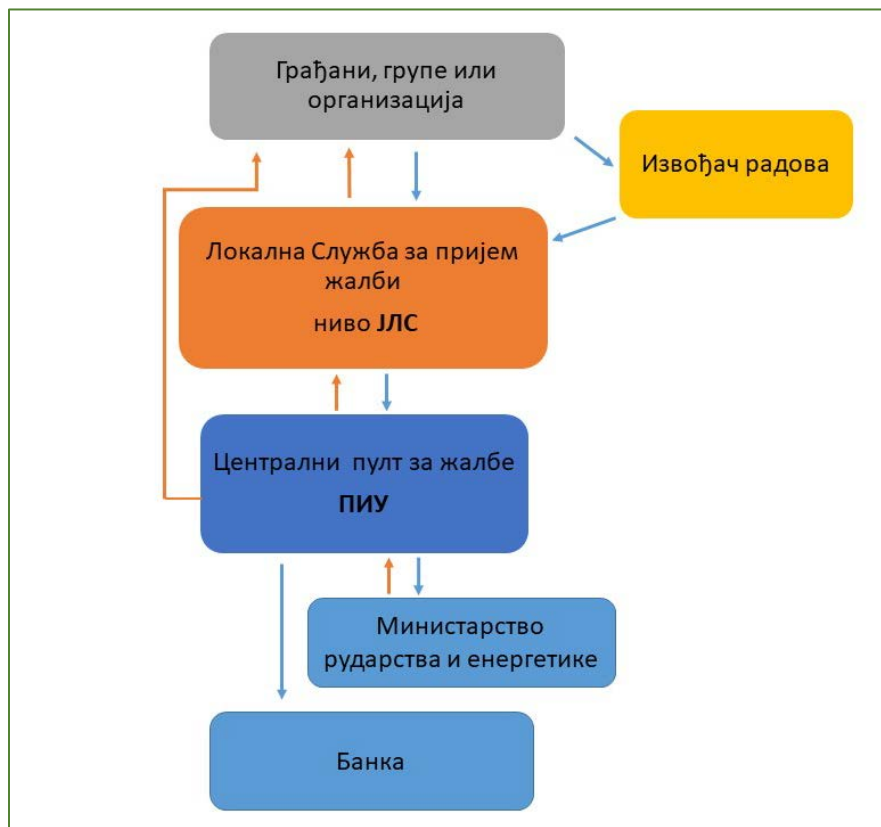 Грађани, групе или
организација
Извођач радова
Локална Служба за пријем
жалби
ниво ЈЛС
Централни пулт за жалбе
ПИУ
Министарство
рударства и енергетике
Банка